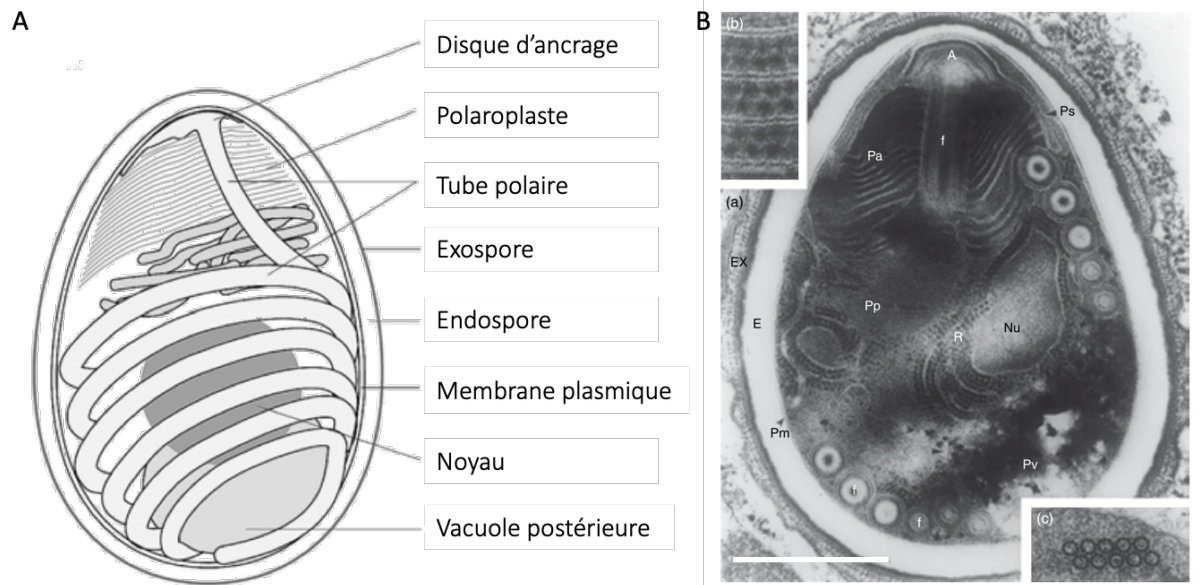 A
Disque d’ancrage
Polaroplaste
Tube polaire
Exospore
Endospore
Membrane plasmique
Noyau
Vacuole postérieure
B
(b)
A
Ps
f
Pa
(a)
EX
Pp
E
R
Nu
Pm
Pv
f
f
(c)